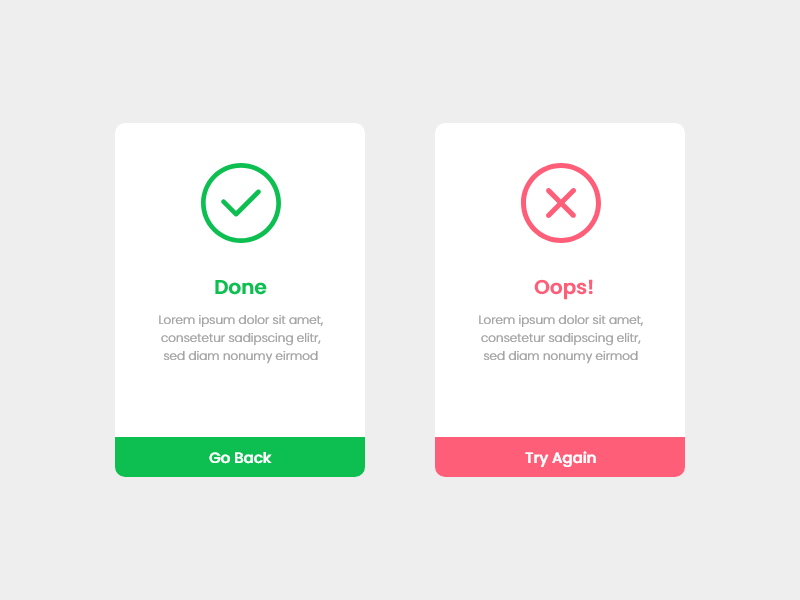 Done
Lorem ipsum dolor sit amet,
consetetur sadipscing elitr,
sed diam nonumy eirmod
Go Back
Oops!
Lorem ipsum dolor sit amet,
consetetur sadipscing elitr,
sed diam nonumy eirmod
Try Again